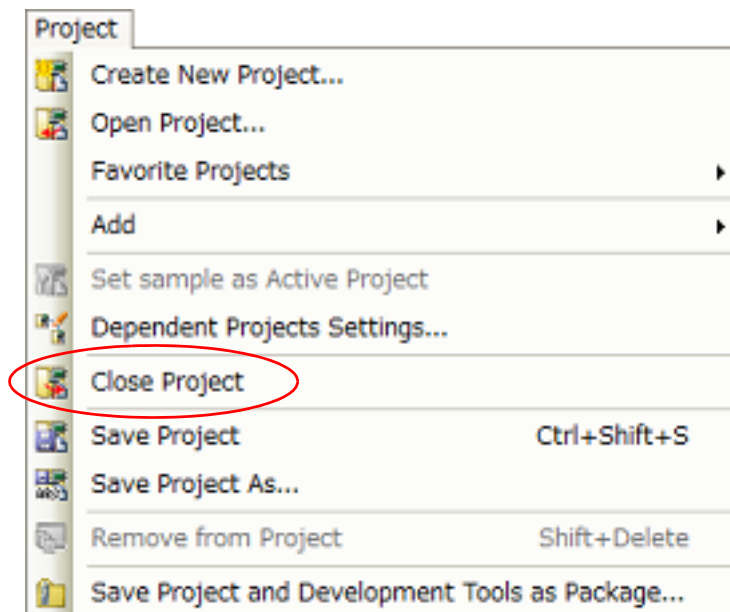 Project
Create New Project...
Open Project...
Favorite Projects
Add
Set sample as Active Project
Dependent Projects Settings...
Close Project
Save Project Ctrl+Shift+S
Save Project As...
Remove from Project Shift+Delete
Save Project and Development Tools as Package...